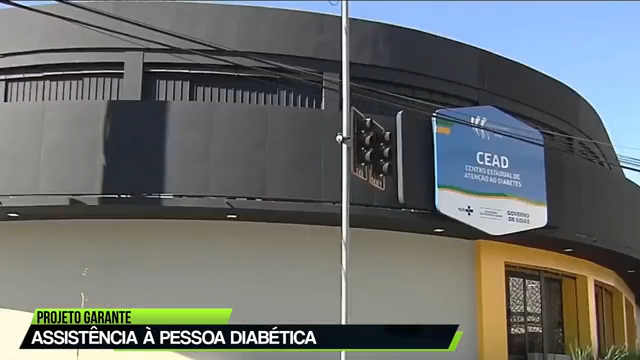 CEAD
CENTRO ESTADUAL DE
ATENÇÃO AO DIABETES
GOVERNO
DE GOIÁS
PROJETO GARANTE
ASSISTÊNCIA À PESSOA DIABÉTICA